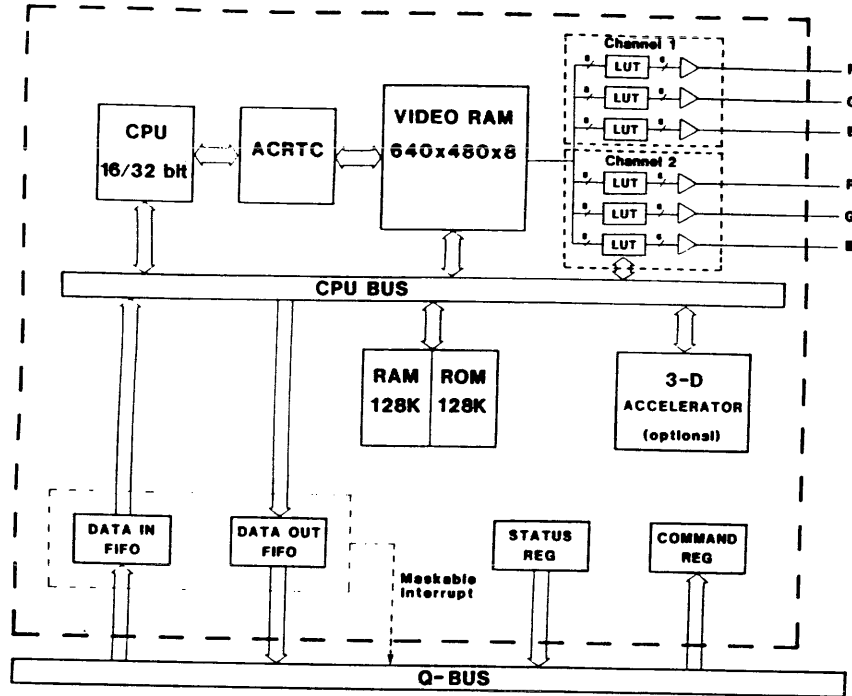 Channel 1
LUT
LUT
LUT
Channel 2
LUT
LUT
LUT
G
CPU
16/32 bit
ACRTC
VIDEO RAM
640x480x8
CPU BUS
RAM
128K
ROM
128K
3-D
ACCELERATOR
(optional)
DATA IN
FIFO
DATA OUT
FIFO
Maskable
Interrupt
STATUS
REG
COMMAND
REG
Q-BUS